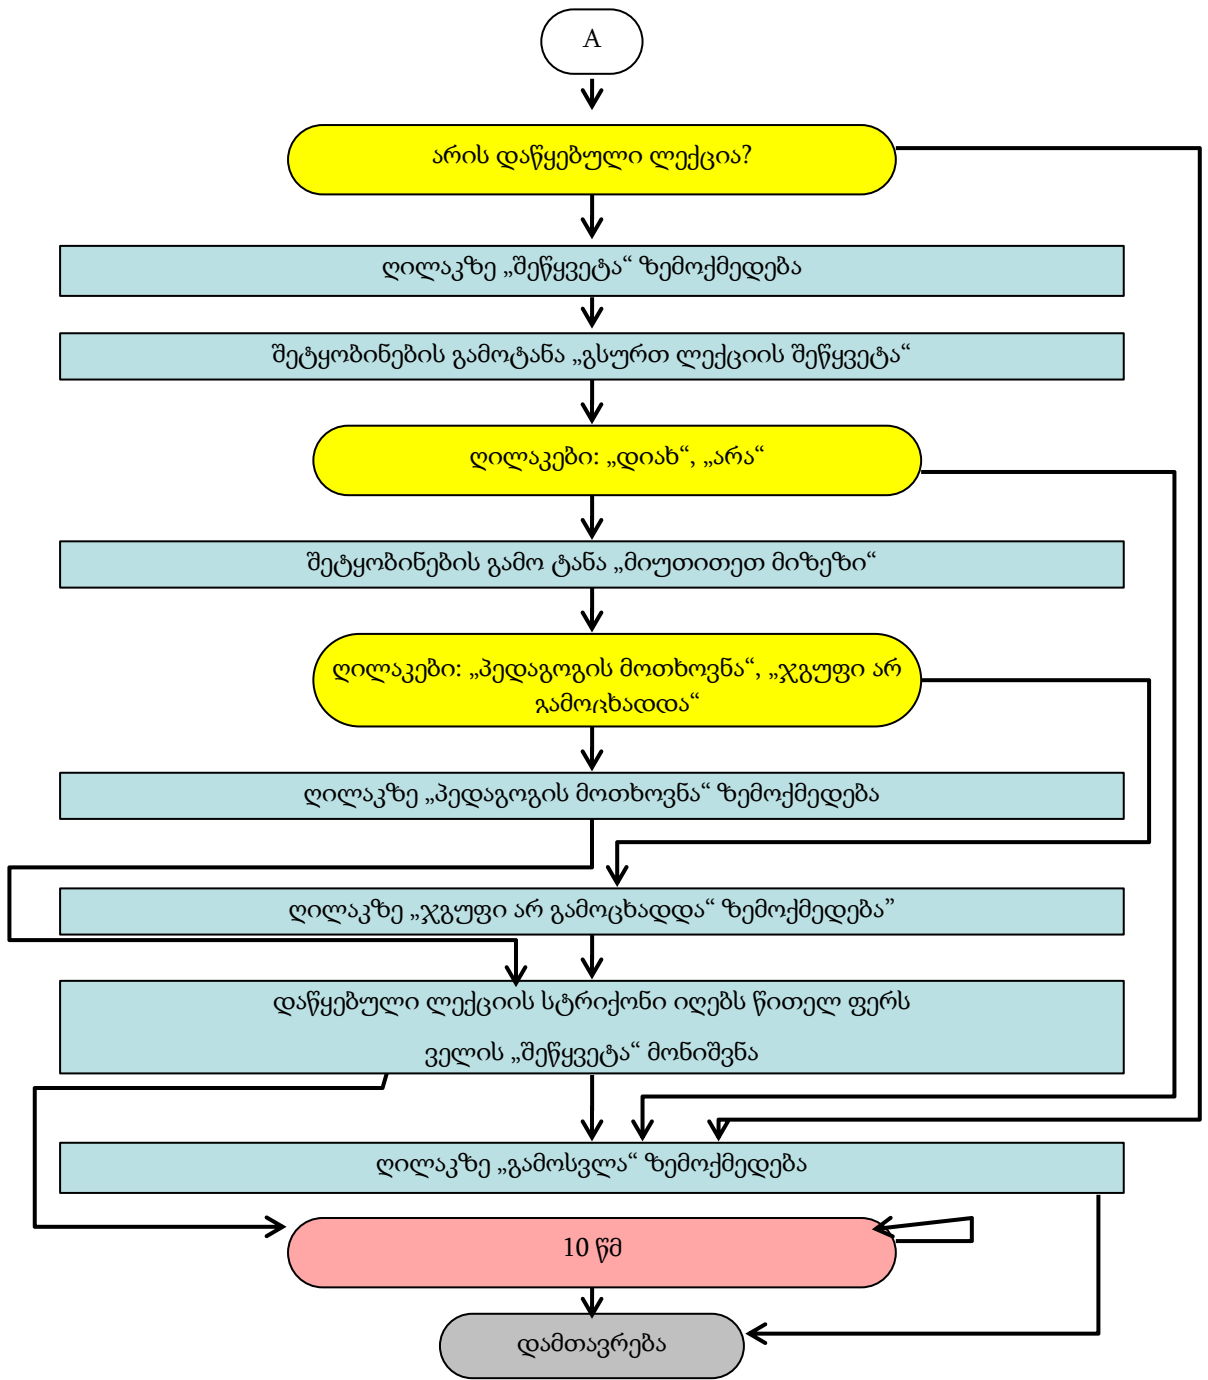 A
არის დაწყებული ლექცია?
ღილაკზე „შეწყვეტა“ ზემოქმედება
შეტყობინების გამოტანა „გსურთ ლექციის შეწყვეტა“
ღილაკები: „დიახ“, „არა“
შეტყობინების გამო ტანა „მიუთითეთ მიზეზი“
ღილაკები: „პედაგოგის მოთხოვნა“, „ჯგუფი არ
გამოცხადდა“
ღილაკზე „პედაგოგის მოთხოვნა“ ზემოქმედება
ღილაკზე „ჯგუფი არ გამოცხადდა“ ზემოქმედება”
დაწყებული ლექციის სტრიქონი იღებს წითელ ფერს
ველის „შეწყვეტა“ მონიშვნა
ღილაკზე „გამოსვლა“ ზემოქმედება
10 წმ
დამთავრება